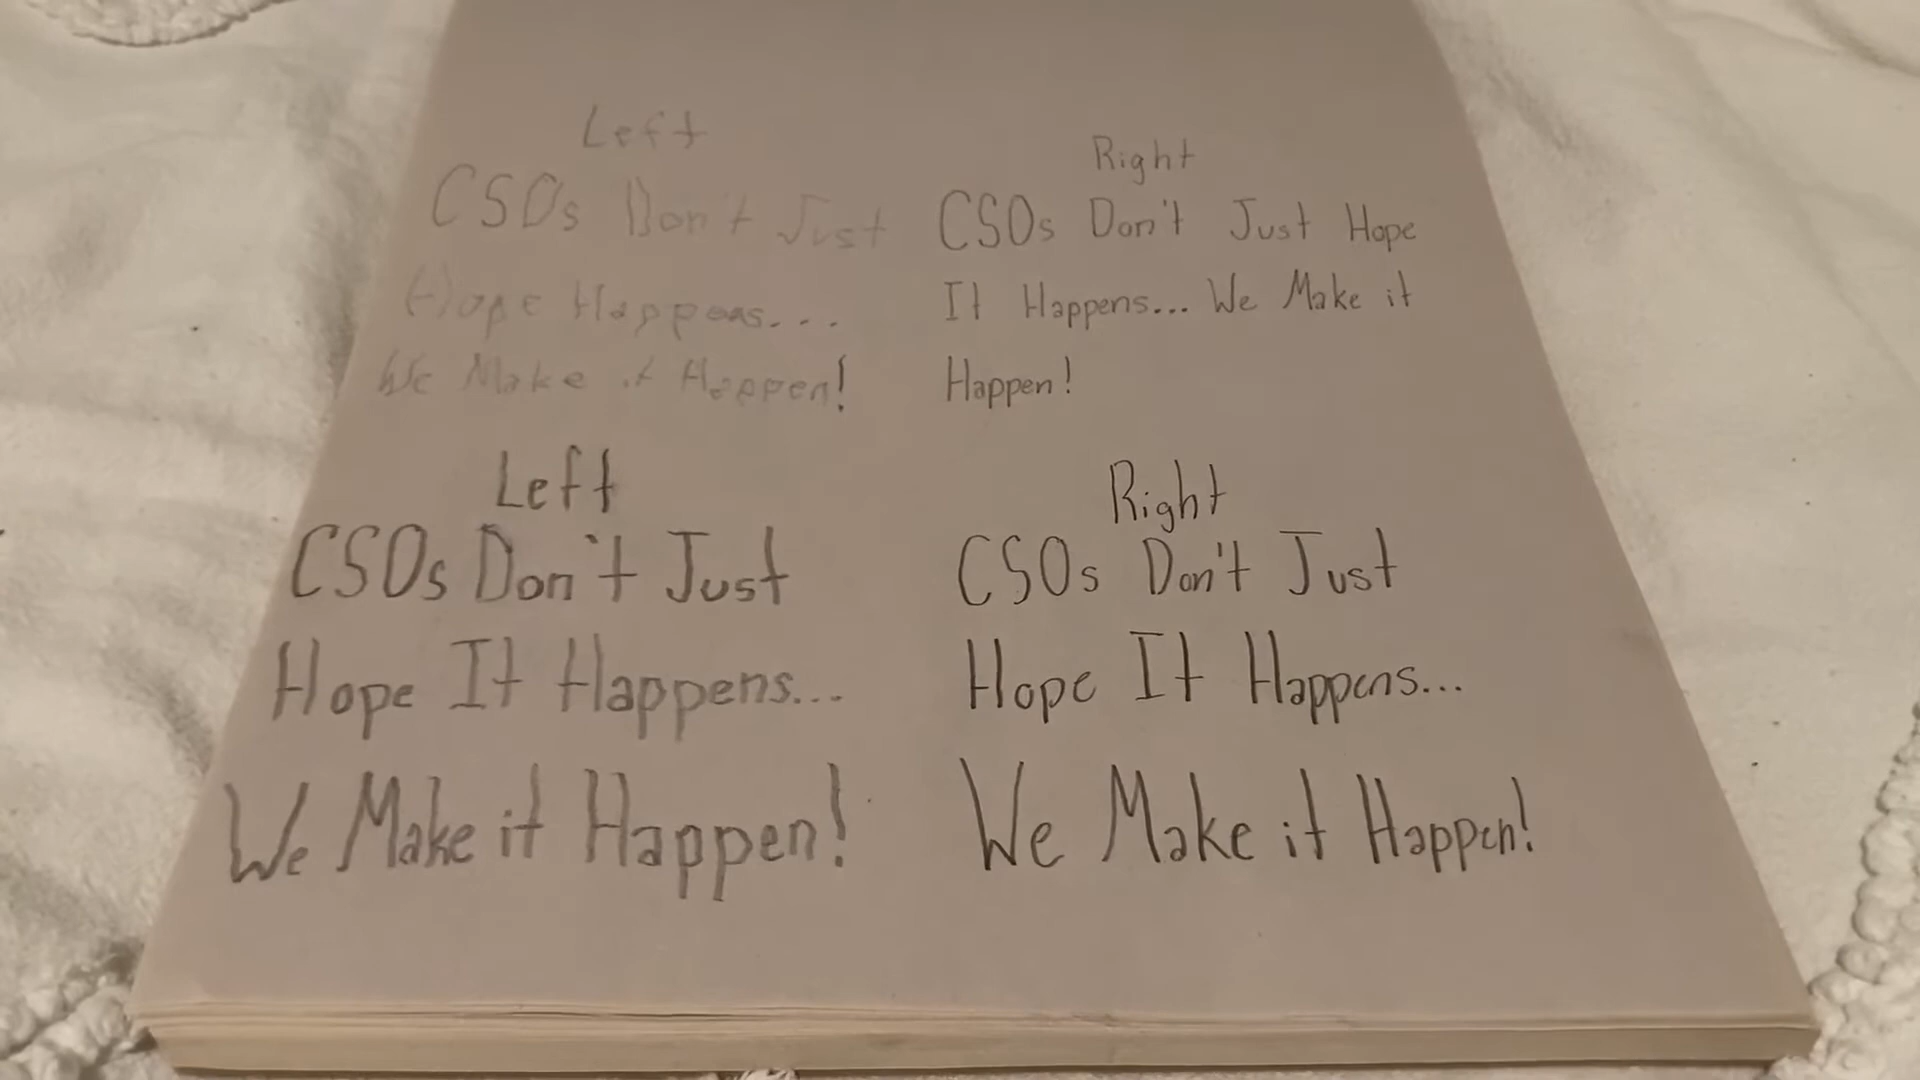 Left
CSOs Don't Just
Hope Happens...
We Make it Happen!
Right
CSOs Don't Just Hope
It Happens... We Make it
Happen!
Left
CSOs Don't Just
Hope It Happens...
We Make it Happen!
Right
CSOs Don't Just
Hope It Happens...
We Make it Happen!